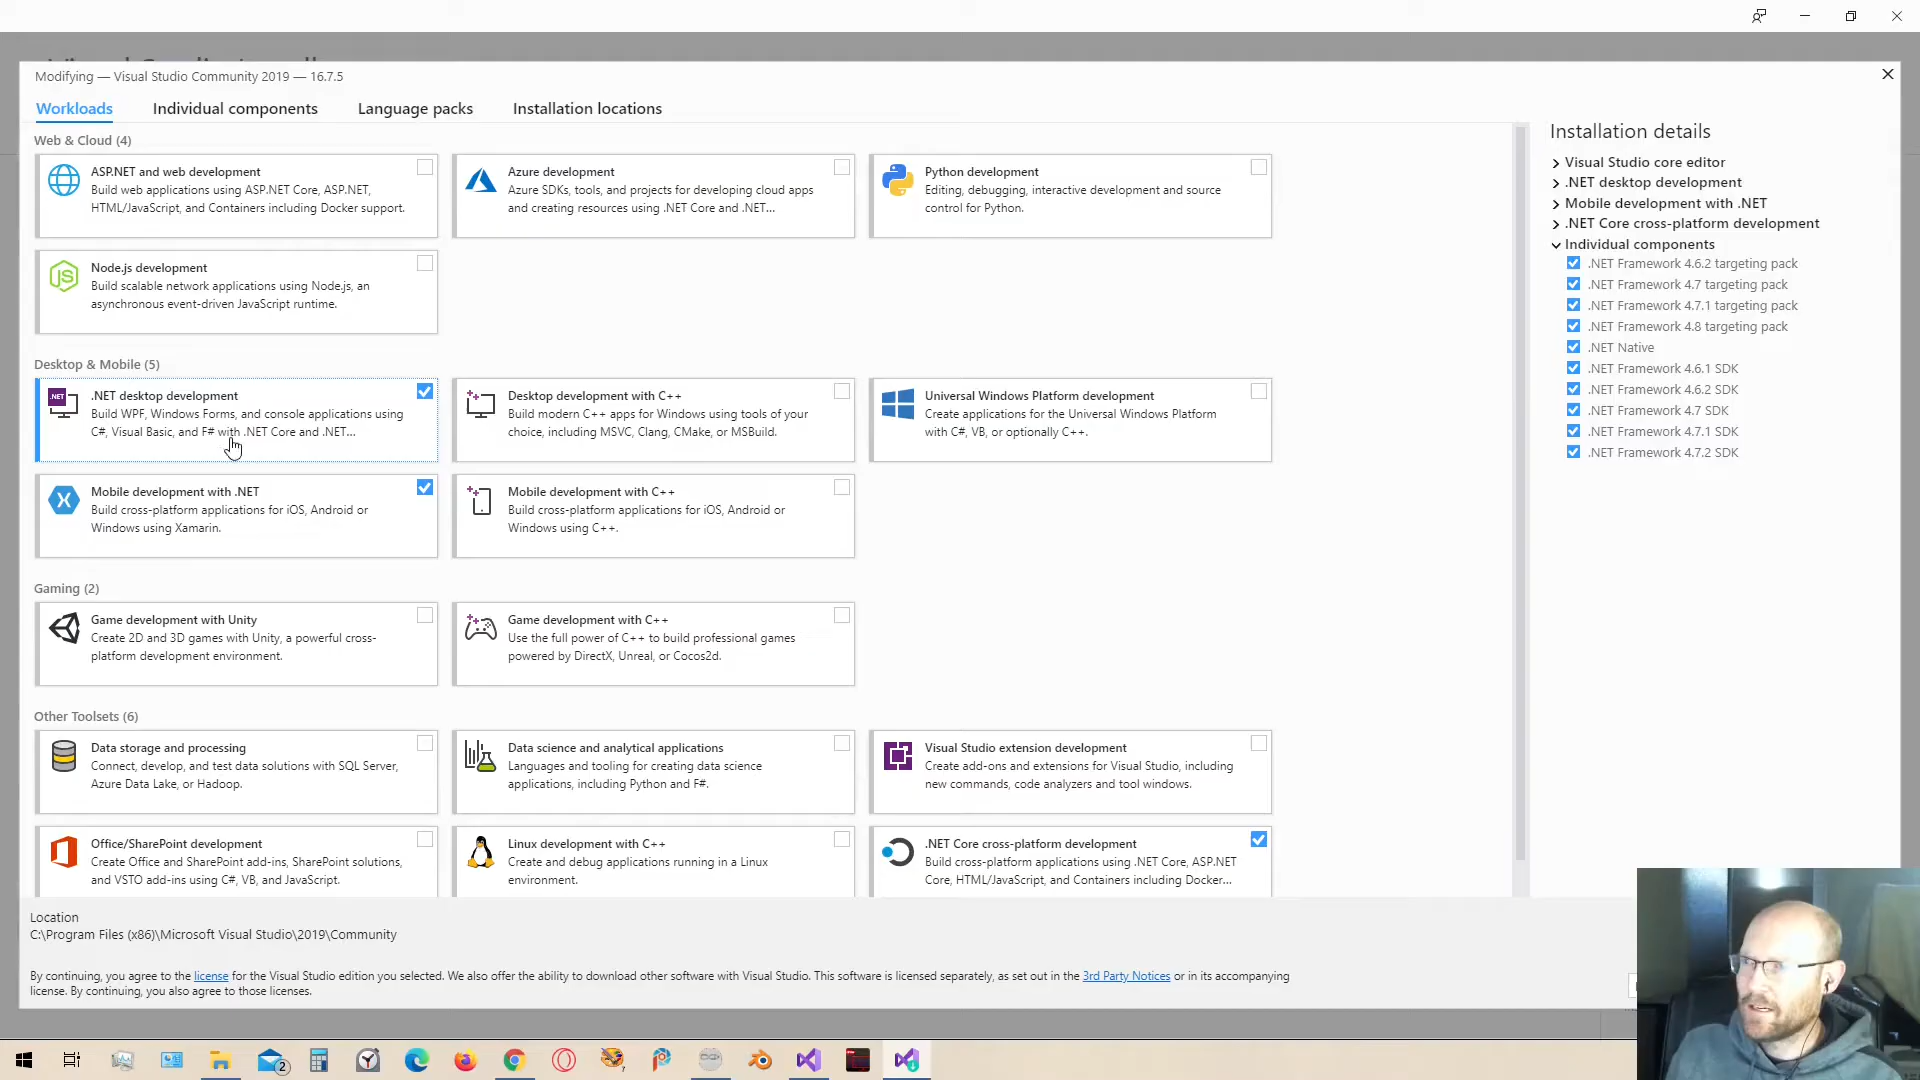 Modifying — Visual Studio Community 2019 — 16.7.5
Workloads
Individual components
Language packs
Installation locations
Web & Cloud (4)
ASP.NET and web development
Build web applications using ASP.NET Core, ASP.NET,
HTML/JavaScript, and Containers including Docker support.
Azure development
Azure SDKs, tools, and projects for developing cloud apps
and creating resources using .NET Core and .NET...
Python development
Editing, debugging, interactive development and source
control for Python.
Node.js development
Build scalable network applications using Node.js, an
asynchronous event-driven JavaScript runtime.
Desktop & Mobile (5)
.NET desktop development
Build WPF, Windows Forms, and console applications using
C#, Visual Basic, and F# with .NET Core and .NET...
Desktop development with C++
Build modern C++ apps for Windows using tools of your
choice, including MSVC, Clang, CMake, or MSBuild.
Universal Windows Platform development
Create applications for the Universal Windows Platform
with C#, VB, or optionally C++.
Mobile development with .NET
Build cross-platform applications for iOS, Android or
Windows using Xamarin.
Mobile development with C++
Build cross-platform applications for iOS, Android or
Windows using C++.
Gaming (2)
Game development with Unity
Create 2D and 3D games with Unity, a powerful cross-
platform development environment.
Game development with C++
Use the full power of C++ to build professional games
powered by DirectX, Unreal, or Cocos2d.
Other Toolsets (6)
Data storage and processing
Connect, develop, and test data solutions with SQL Server,
Azure Data Lake, or Hadoop.
Data science and analytical applications
Languages and tooling for creating data science
applications, including Python and F#.
Visual Studio extension development
Create add-ons and extensions for Visual Studio, including
new commands, code analyzers and tool windows.
Office/SharePoint development
Create Office and SharePoint add-ins, SharePoint solutions,
and VSTO add-ins using C#, VB, and JavaScript.
Linux development with C++
Create and debug applications running in a Linux
environment.
.NET Core cross-platform development
Build cross-platform applications using .NET Core, ASP.NET
Core, HTML/JavaScript, and Containers including Docker...
Installation details
Visual Studio core editor
.NET desktop development
Mobile development with .NET
.NET Core cross-platform development
Individual components
.NET Framework 4.6.2 targeting pack
.NET Framework 4.7 targeting pack
.NET Framework 4.7.1 targeting pack
.NET Framework 4.8 targeting pack
.NET Native
.NET Framework 4.6.1 SDK
.NET Framework 4.6.2 SDK
.NET Framework 4.7 SDK
.NET Framework 4.7.1 SDK
.NET Framework 4.7.2 SDK
Location
C:\Program Files (x86)\Microsoft Visual Studio\2019\Community
By continuing, you agree to the license for the Visual Studio edition you selected. We also offer the ability to download other software with Visual Studio. This software is licensed separately, as set out in the 3rd Party Notices or in its accompanying
license. By continuing, you also agree to those licenses.
.NET
JS
2